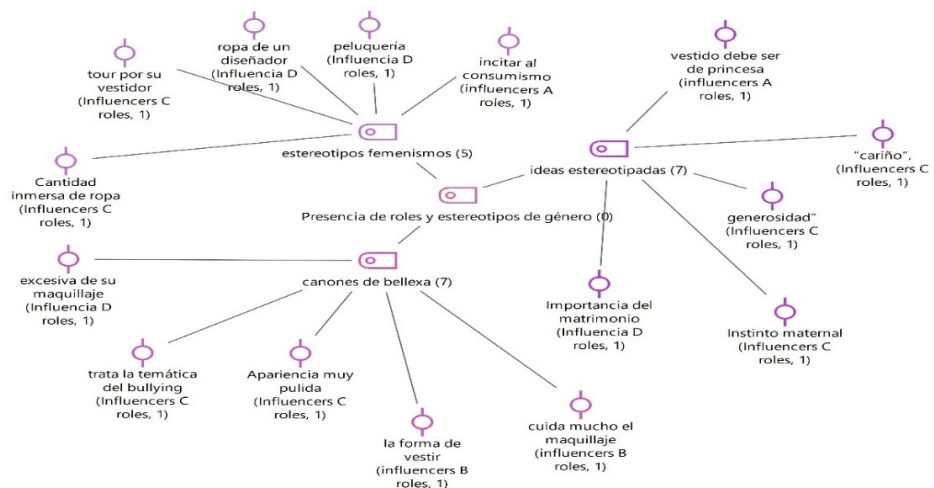 ropa de un
diseñador
(Influencia D
roles, 1)
peluquería
(Influencia D
roles, 1)
incitar al
consumismo
(influencers A
roles, 1)
vestido debe ser
de princesa
(influencers A
roles, 1)
tour por su
vestidor
(Influencers C
roles, 1)
estereotipos femenismos (5)
ideas estereotipadas (7)
"cariño",
(Influencers C
roles, 1)
Cantidad
inmersa de ropa
(Influencers C
roles, 1)
Presencia de roles y estereotipos de género (0)
generosidad"
(Influencers C
roles, 1)
excesiva de su
maquillaje
(Influencia D
roles, 1)
canones de bellexa (7)
Importancia del
matrimonio
(Influencia D
roles, 1)
Instinto maternal
(Influencers C
roles, 1)
trata la temática
del bullying
(Influencers C
roles, 1)
Apariencia muy
pulida
(Influencers C
roles, 1)
la forma de
vestir
(influencers B
roles, 1)
cuida mucho el
maquillaje
(influencers B
roles, 1)